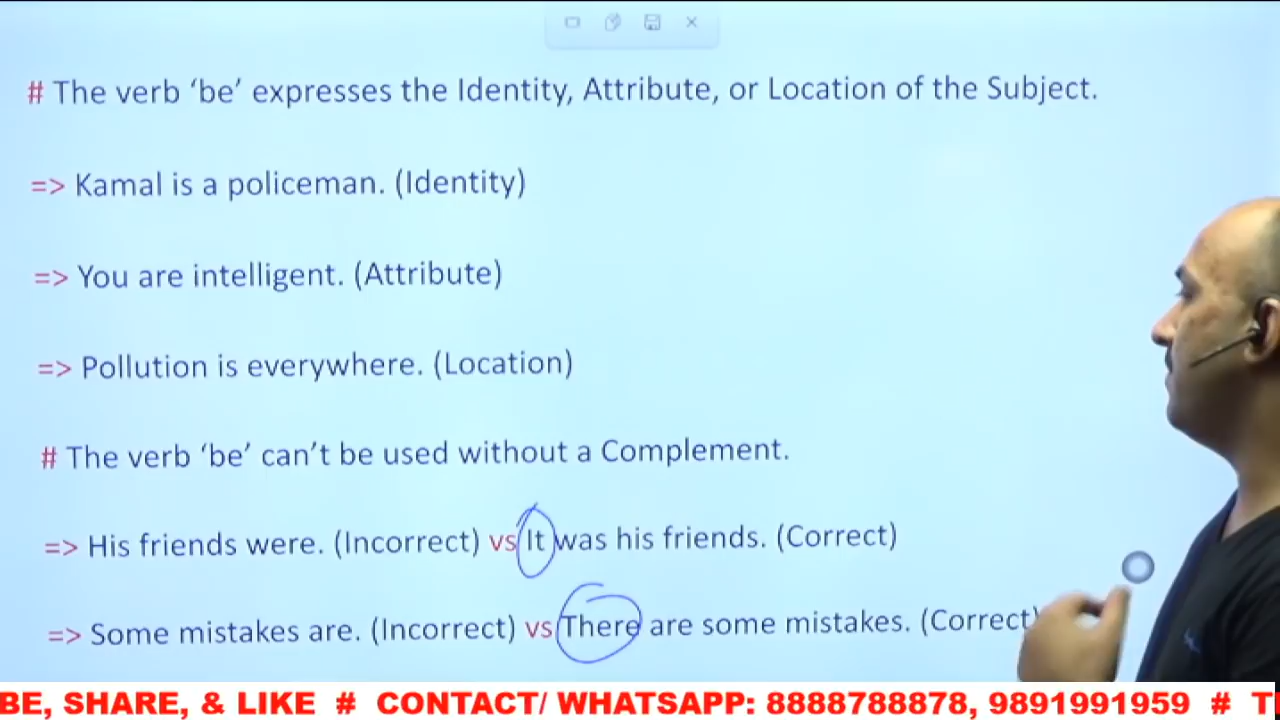 # The verb ‘be’ expresses the Identity, Attribute, or Location of the Subject.
=> Kamal is a policeman. (Identity)
=> You are intelligent. (Attribute)
=> Pollution is everywhere. (Location)
# The verb ‘be’ can’t be used without a Complement.
=> His friends were. (Incorrect) vs It was his friends. (Correct)
=> Some mistakes are. (Incorrect) vs There are some mistakes. (Correct)
BE, SHARE, & LIKE # CONTACT/ WHATSAPP: 8888788878, 9891991959 # T